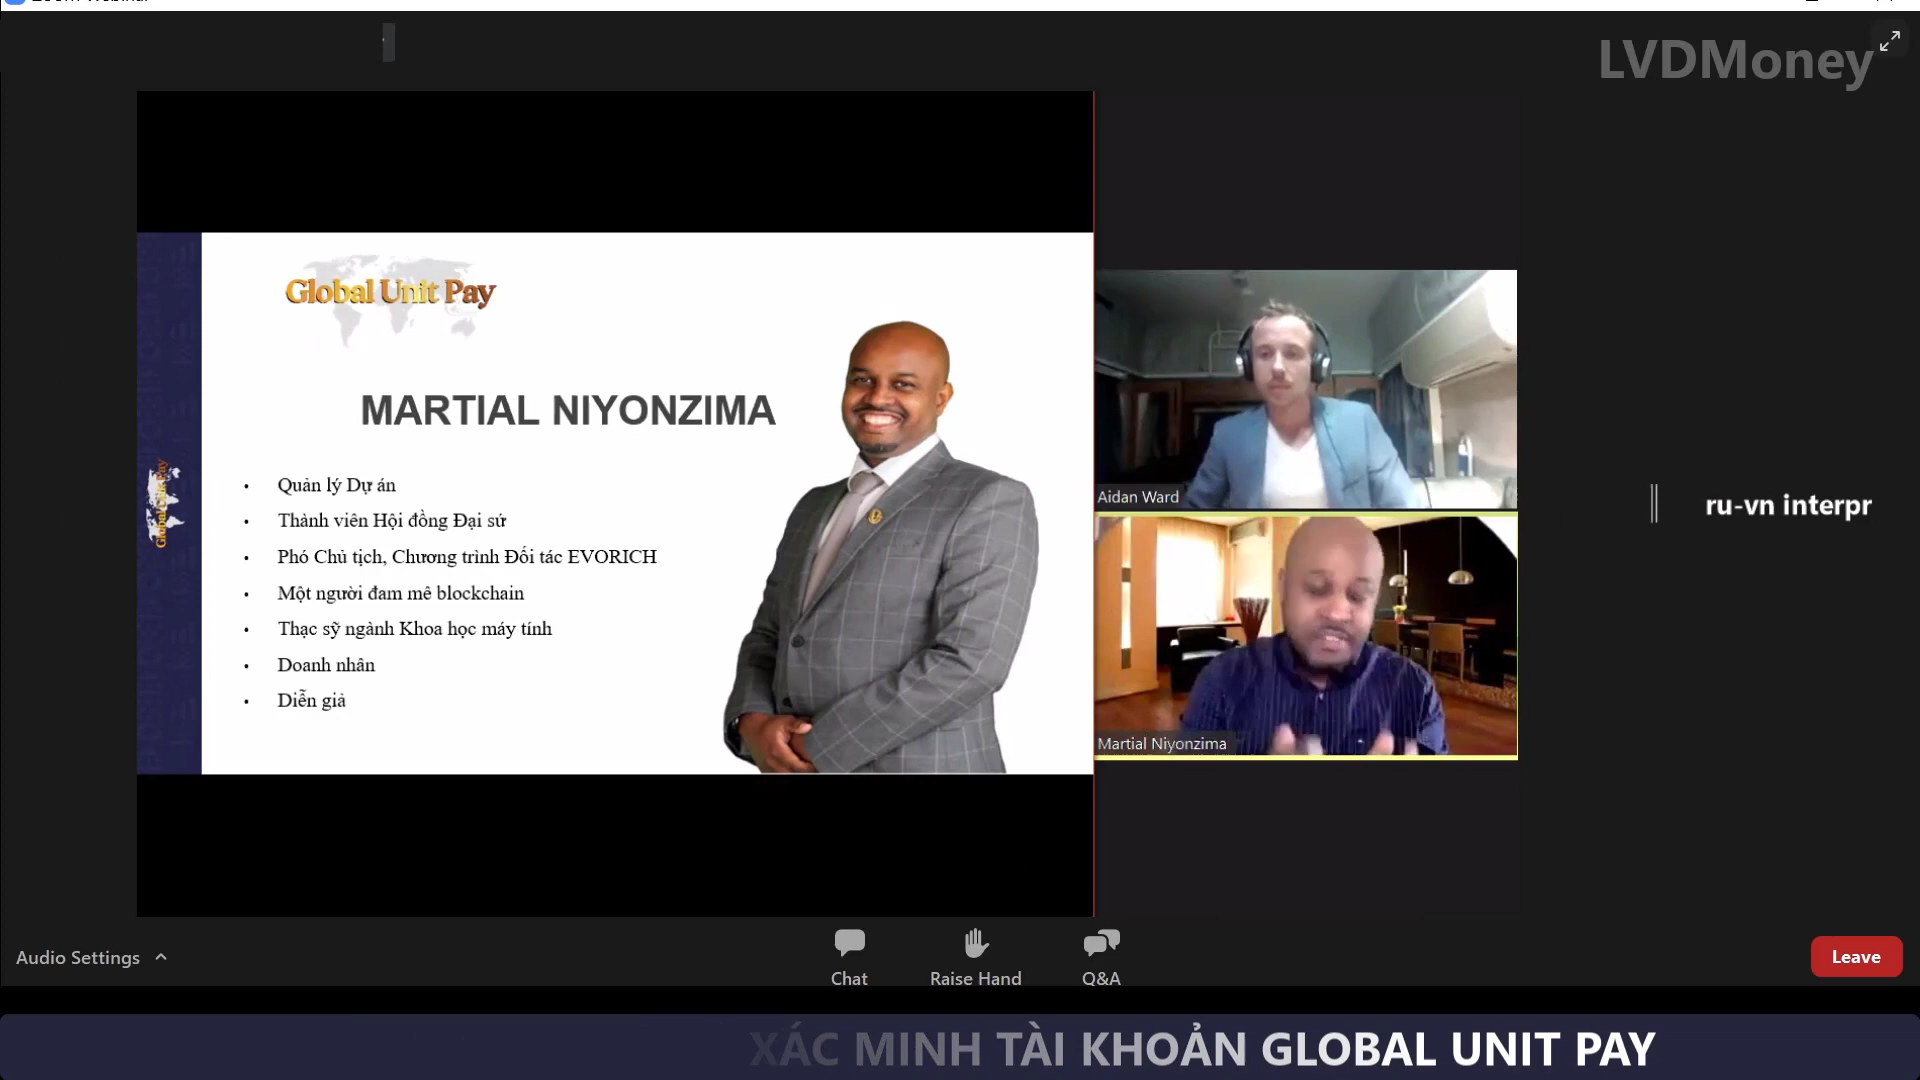 LVDMoney
Global Unit Pay
MARTIAL NIYONZIMA
• Quản lý Dự án
• Thành viên Hội đồng Đại sứ
• Phó Chủ tịch, Chương trình Đối tác EVORICH
• Một người đam mê blockchain
• Thạc sỹ ngành Khoa học máy tính
• Doanh nhân
• Diễn giả
Global Unit Pay
Aidan Ward
Martial Niyonzima
ru-vn interpr
Audio Settings
Chat
Raise Hand
Q&A
Leave
XÁC MINH TÀI KHOẢN GLOBAL UNIT PAY